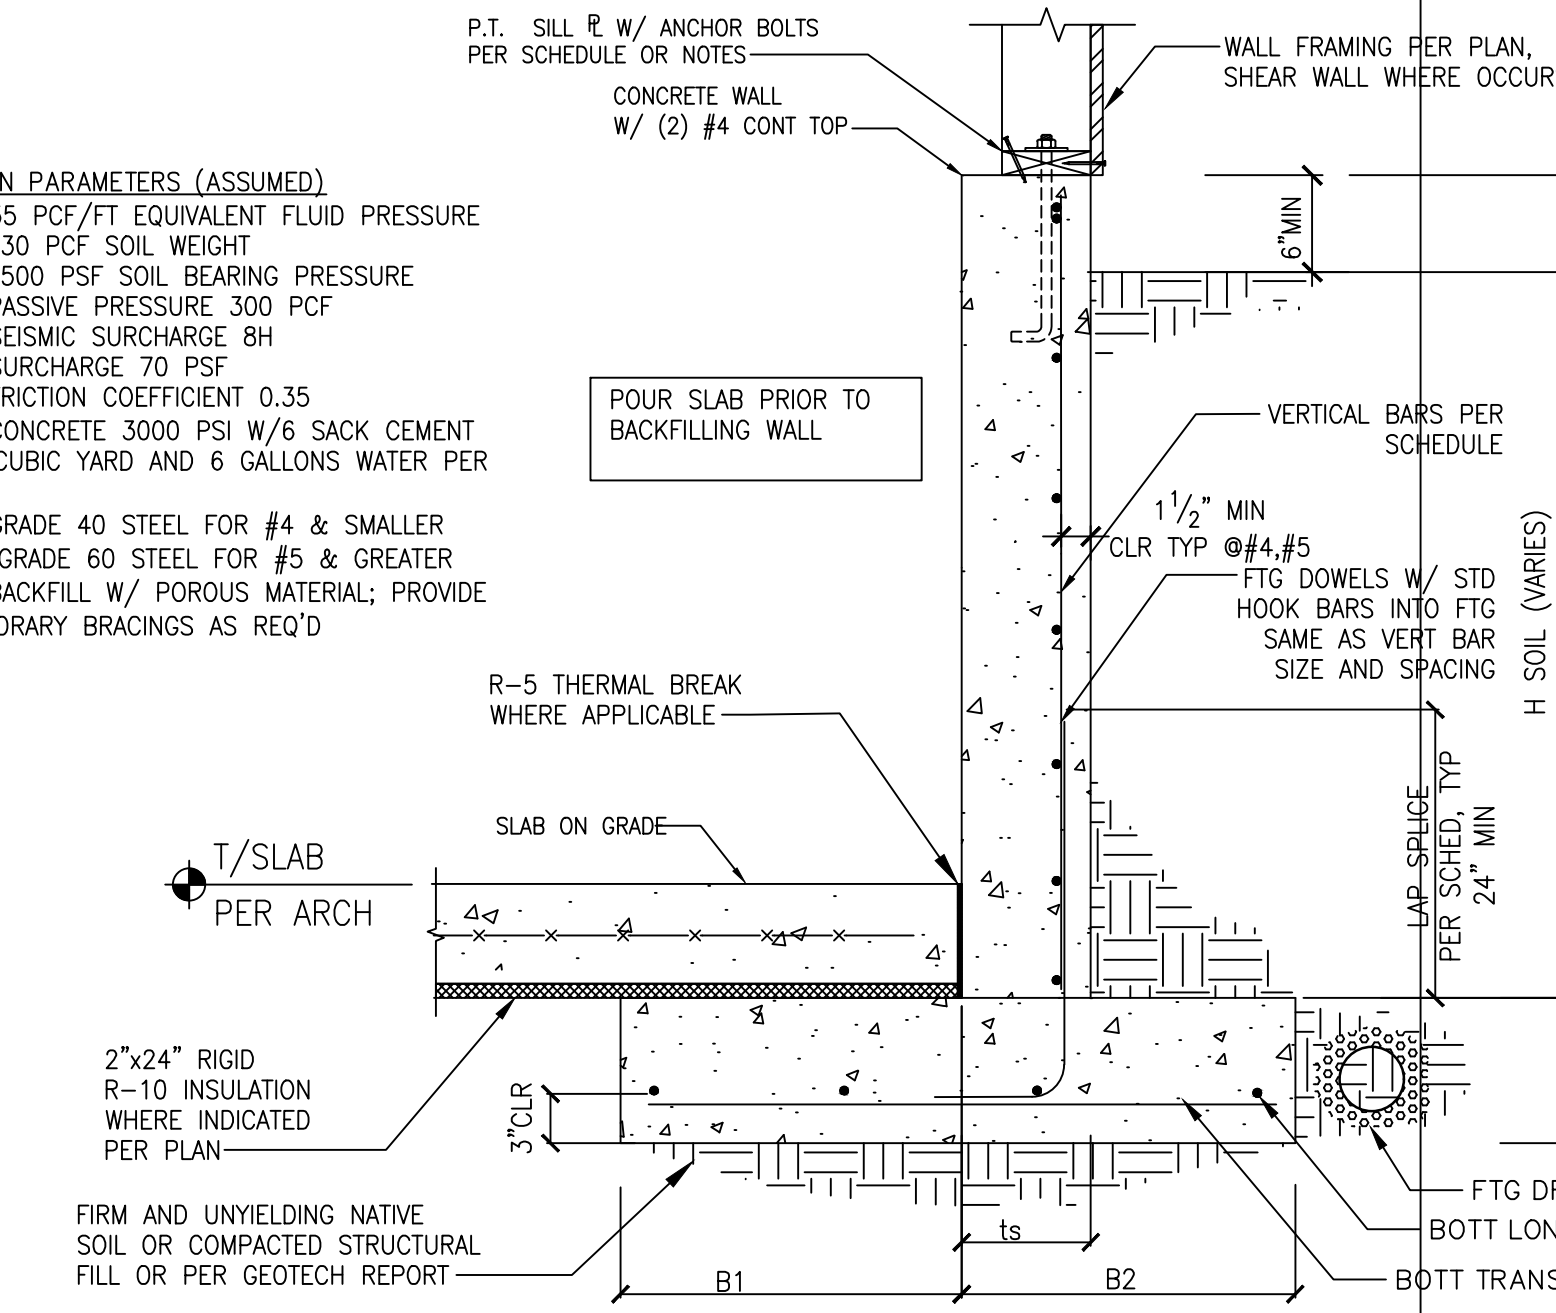 P.T. SILL ⅊ W/ ANCHOR BOLTS
PER SCHEDULE OR NOTES
CONCRETE WALL
W/ (2) #4 CONT TOP
WALL FRAMING PER PLAN,
SHEAR WALL WHERE OCCUR
N PARAMETERS (ASSUMED)
PCF/FT EQUIVALENT FLUID PRESSURE
30 PCF SOIL WEIGHT
500 PSF SOIL BEARING PRESSURE
PASSIVE PRESSURE 300 PCF
SEISMIC SURCHARGE 8H
SURCHARGE 70 PSF
FRICTION COEFFICIENT 0.35
CONCRETE 3000 PSI W/6 SACK CEMENT
CUBIC YARD AND 6 GALLONS WATER PER
GRADE 40 STEEL FOR #4 & SMALLER
GRADE 60 STEEL FOR #5 & GREATER
BACKFILL W/ POROUS MATERIAL; PROVIDE
ORARY BRACINGS AS REQ'D
6"MIN
POUR SLAB PRIOR TO
BACKFILLING WALL
VERTICAL BARS PER
SCHEDULE
1 1/2" MIN
CLR TYP @#4,#5
FTG DOWELS W/ STD
HOOK BARS INTO FTG
SAME AS VERT BAR
SIZE AND SPACING
H SOIL (VARIES)
R-5 THERMAL BREAK
WHERE APPLICABLE
SLAB ON GRADE
LAP SPLICE
PER SCHED, TYP
24" MIN
T/SLAB
PER ARCH
2"x24" RIGID
R-10 INSULATION
WHERE INDICATED
PER PLAN
3"CLR
FIRM AND UNYIELDING NATIVE
SOIL OR COMPACTED STRUCTURAL
FILL OR PER GEOTECH REPORT
ts
B1
B2
FTG DR
BOTT LON
BOTT TRANS